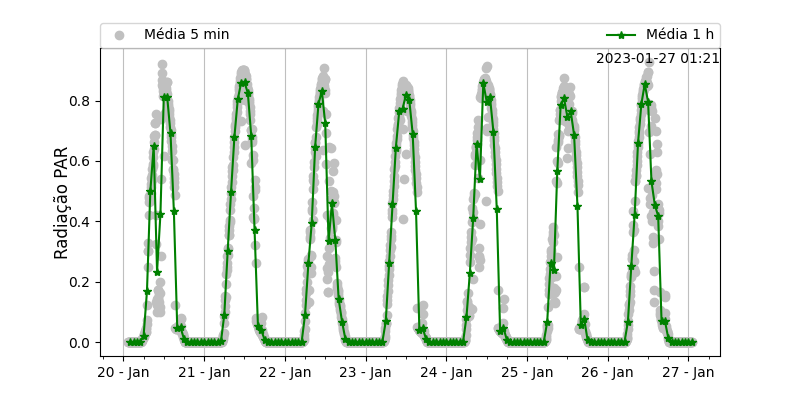 Média 5 min
Média 1 h
2023-01-27 01:21
Radiação PAR
0.8
0.6
0.4
0.2
0.0
20 - Jan
21 - Jan
22 - Jan
23 - Jan
24 - Jan
25 - Jan
26 - Jan
27 - Jan